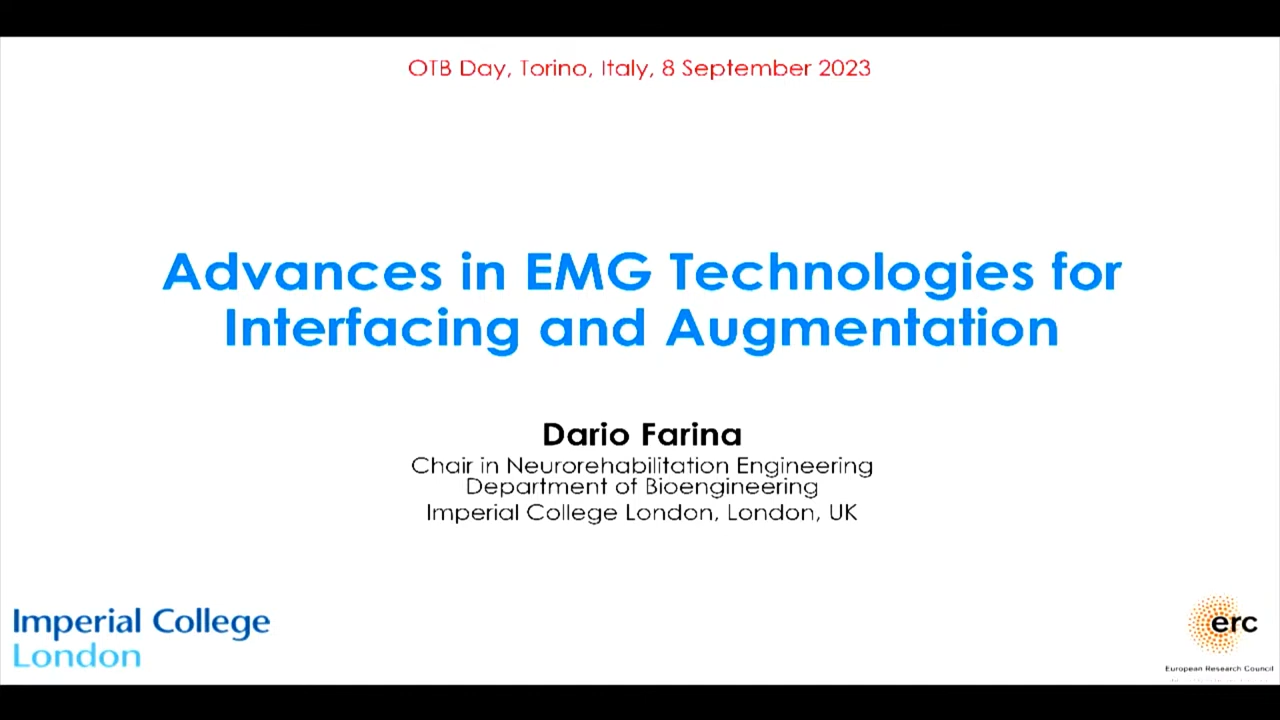 OTB Day, Torino, Italy, 8 September 2023
Advances in EMG Technologies for
Interfacing and Augmentation
Dario Farina
Chair in Neurorehabilitation Engineering
Department of Bioengineering
Imperial College London, London, UK
Imperial College
London
erc
European Research Council